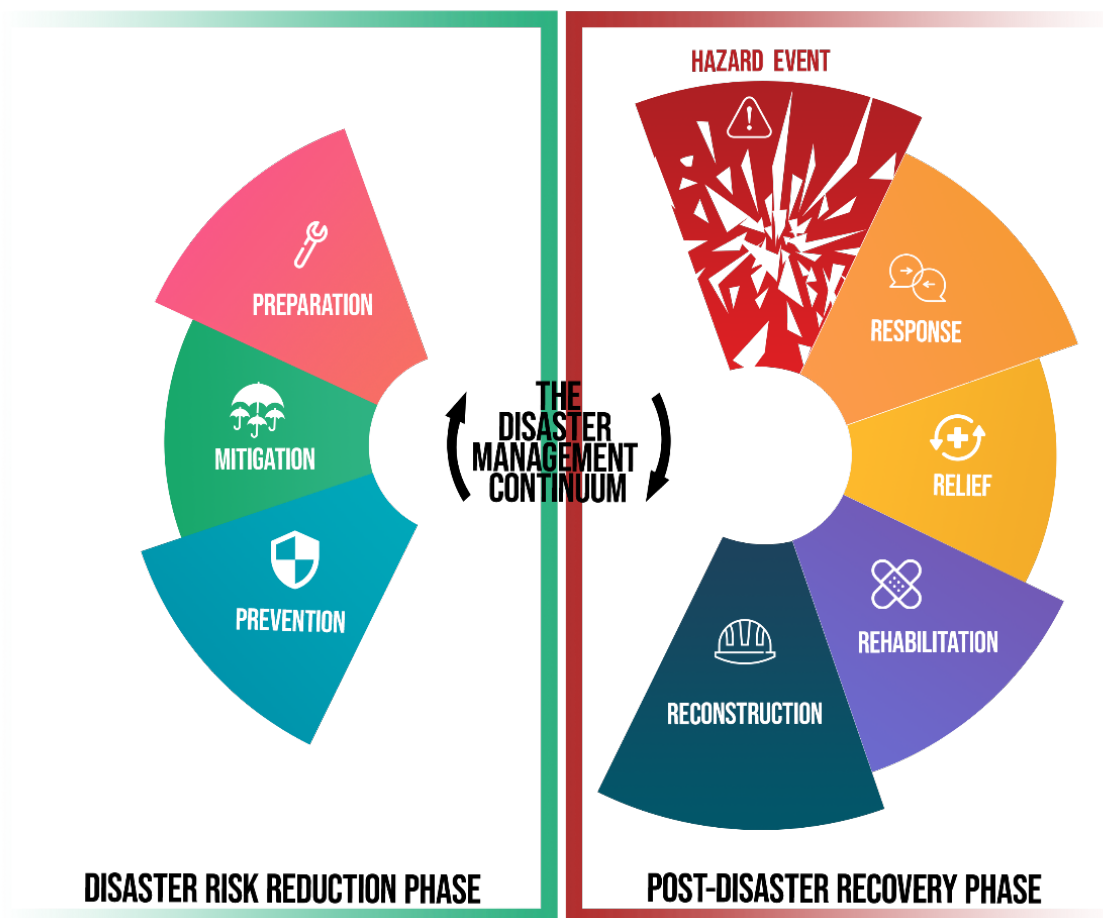 HAZARD EVENT
PREPARATION
RESPONSE
THE
DISASTER
MANAGEMENT
CONTINUUM
MITIGATION
RELIEF
PREVENTION
REHABILITATION
RECONSTRUCTION
DISASTER RISK REDUCTION PHASE
POST-DISASTER RECOVERY PHASE